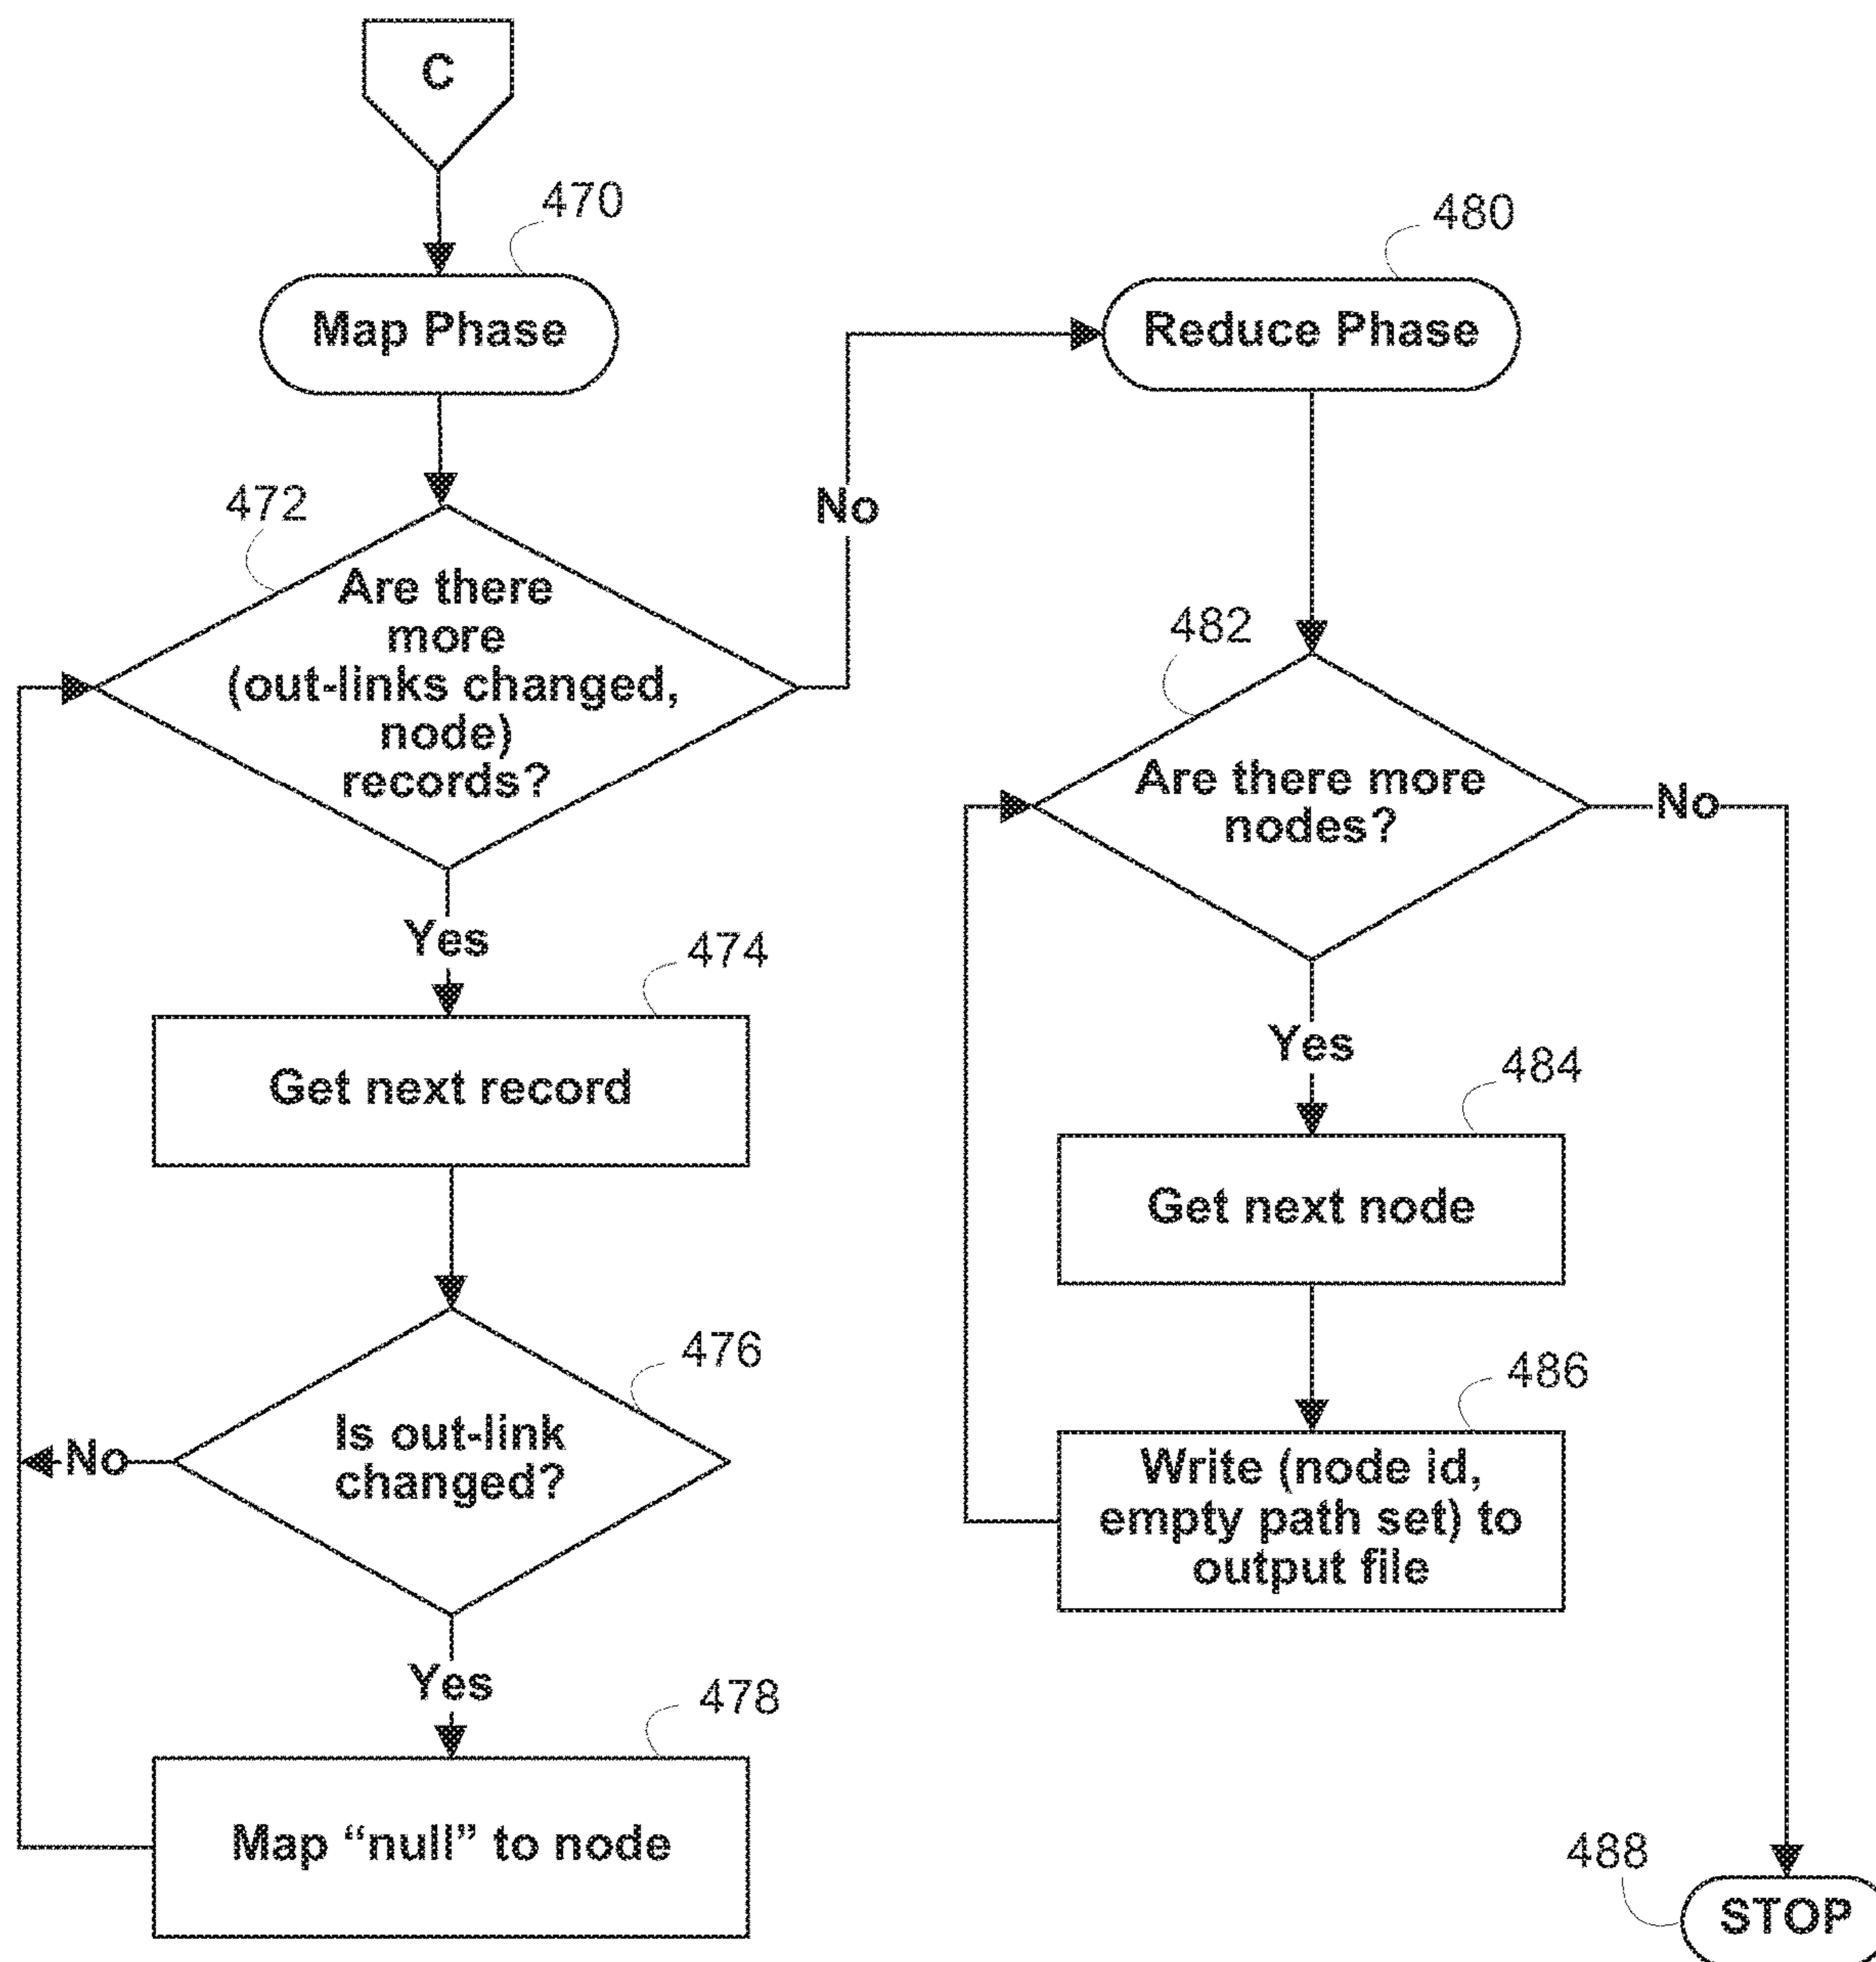 C
470
Map Phase
472
Are there
more
(out-links changed,
node)
records?
No
Yes
474
Get next record
476
Is out-link
changed?
No
Yes
478
Map “null” to node
480
Reduce Phase
482
Are there more
nodes?
No
Yes
484
Get next node
486
Write (node id,
empty path set) to
output file
488
STOP